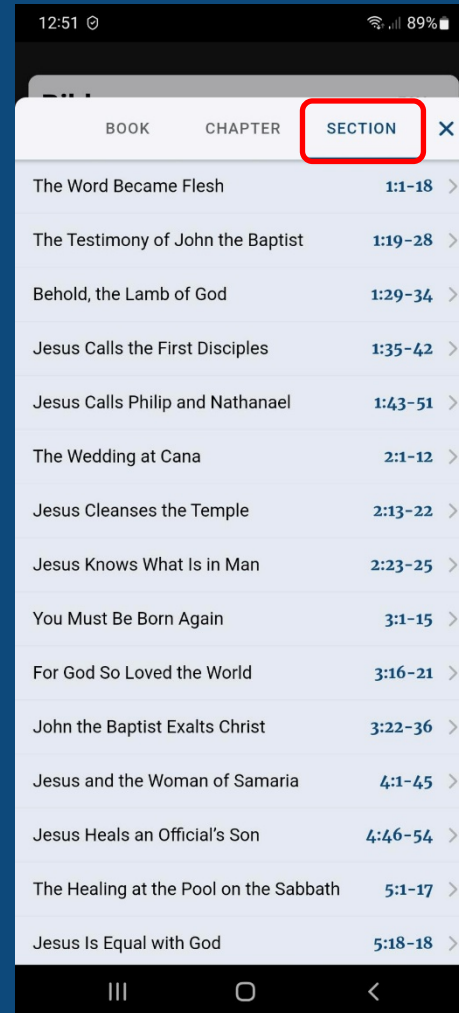 12:51 89%
BOOK CHAPTER SECTION
The Word Became Flesh 1:1-18
The Testimony of John the Baptist 1:19-28
Behold, the Lamb of God 1:29-34
Jesus Calls the First Disciples 1:35-42
Jesus Calls Philip and Nathanael 1:43-51
The Wedding at Cana 2:1-12
Jesus Cleanses the Temple 2:13-22
Jesus Knows What Is in Man 2:23-25
You Must Be Born Again 3:1-15
For God So Loved the World 3:16-21
John the Baptist Exalts Christ 3:22-36
Jesus and the Woman of Samaria 4:1-45
Jesus Heals an Official’s Son 4:46-54
The Healing at the Pool on the Sabbath 5:1-17
Jesus Is Equal with God 5:18-18